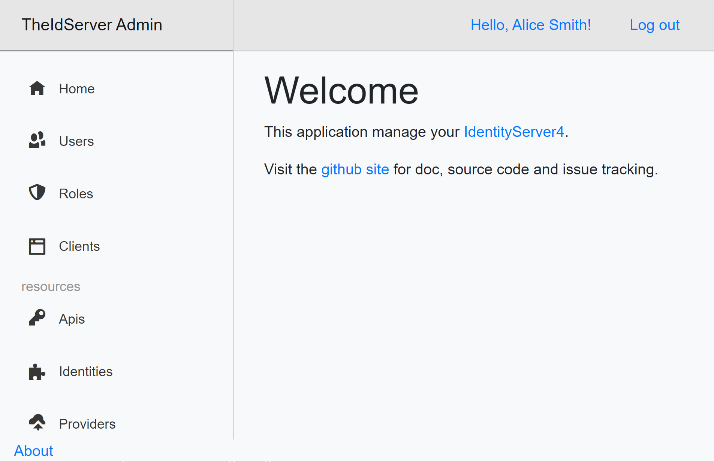 TheIdServer Admin
Hello, Alice Smith!
Log out
Home
Users
Roles
Clients
resources
Apis
Identities
Providers
About
Welcome
This application manage your IdentityServer4.
Visit the github site for doc, source code and issue tracking.